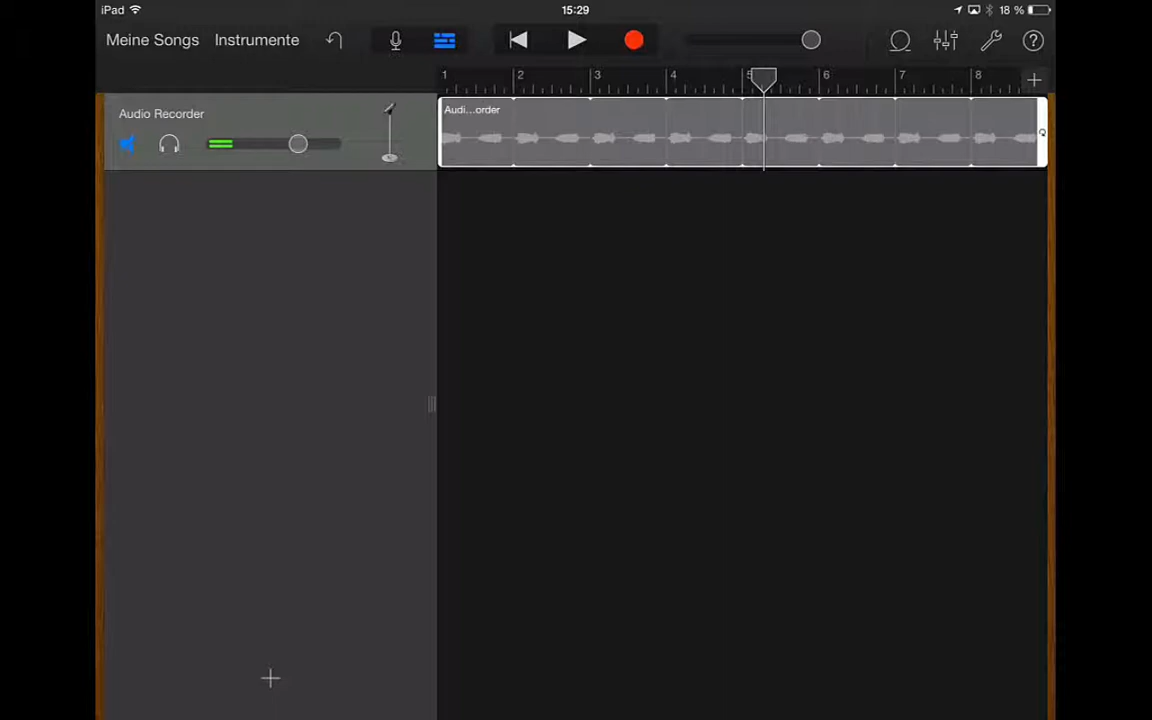 iPad 15:29 18 %
Meine Songs Instrumente ?
1 2 3 4 5 6 7 8 +
Audio Recorder Audi...order
+